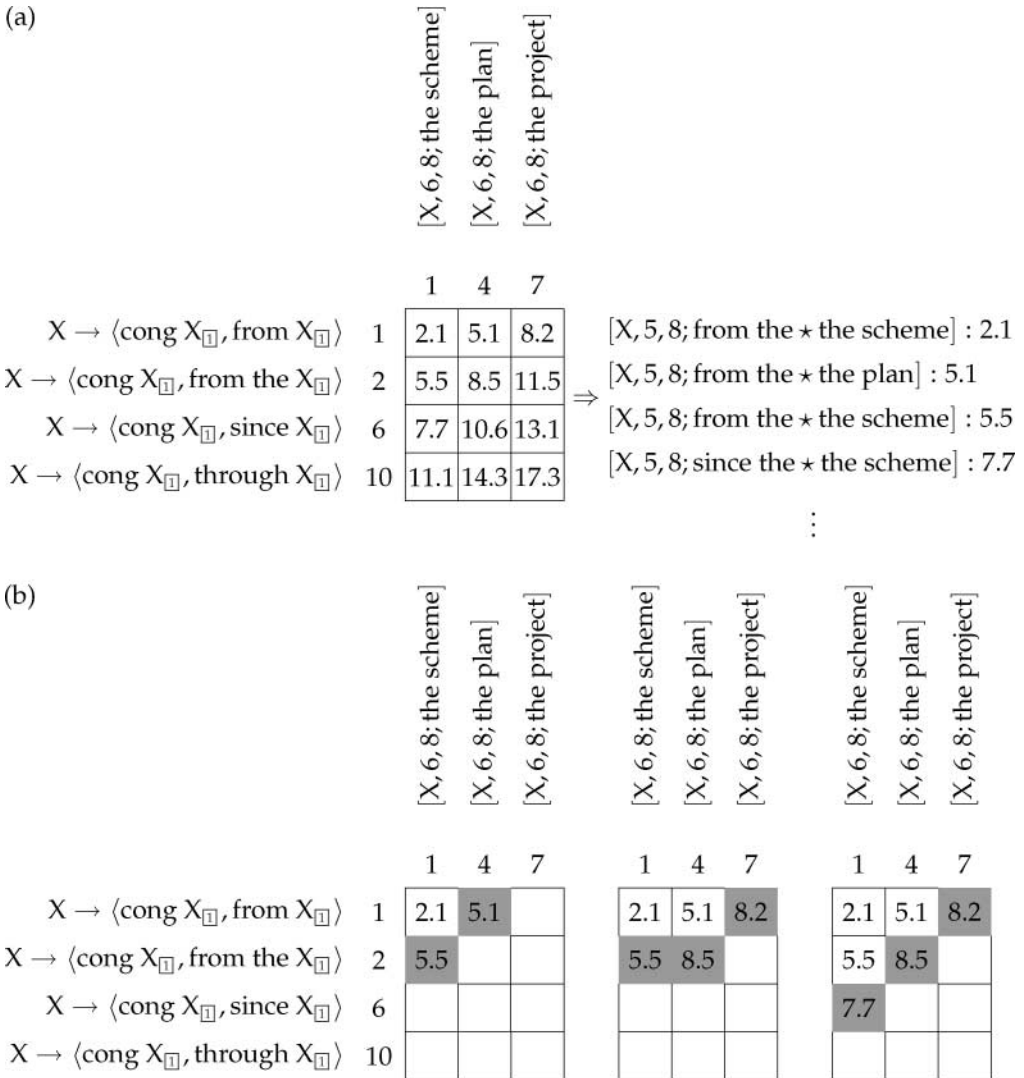 (a)
[X, 6, 8; the scheme]
[X, 6, 8; the plan]
[X, 6, 8; the project]
1 4 7
X → ⟨cong X₁, from X₁⟩ 1 2.1 5.1 8.2 [X, 5, 8; from the ⋆ the scheme] : 2.1
X → ⟨cong X₁, from the X₁⟩ 2 5.5 8.5 11.5 ⇒ [X, 5, 8; from the ⋆ the plan] : 5.1
X → ⟨cong X₁, since X₁⟩ 6 7.7 10.6 13.1 [X, 5, 8; from the ⋆ the scheme] : 5.5
X → ⟨cong X₁, through X₁⟩ 10 11.1 14.3 17.3 [X, 5, 8; since the ⋆ the scheme] : 7.7
⋮
(b)
[X, 6, 8; the scheme]
[X, 6, 8; the plan]
[X, 6, 8; the project]
[X, 6, 8; the scheme]
[X, 6, 8; the plan]
[X, 6, 8; the project]
[X, 6, 8; the scheme]
[X, 6, 8; the plan]
[X, 6, 8; the project]
1 4 7 1 4 7 1 4 7
X → ⟨cong X₁, from X₁⟩ 1 2.1 5.1 2.1 5.1 8.2 2.1 5.1 8.2
X → ⟨cong X₁, from the X₁⟩ 2 5.5 5.5 8.5 5.5 8.5
X → ⟨cong X₁, since X₁⟩ 6 7.7
X → ⟨cong X₁, through X₁⟩ 10